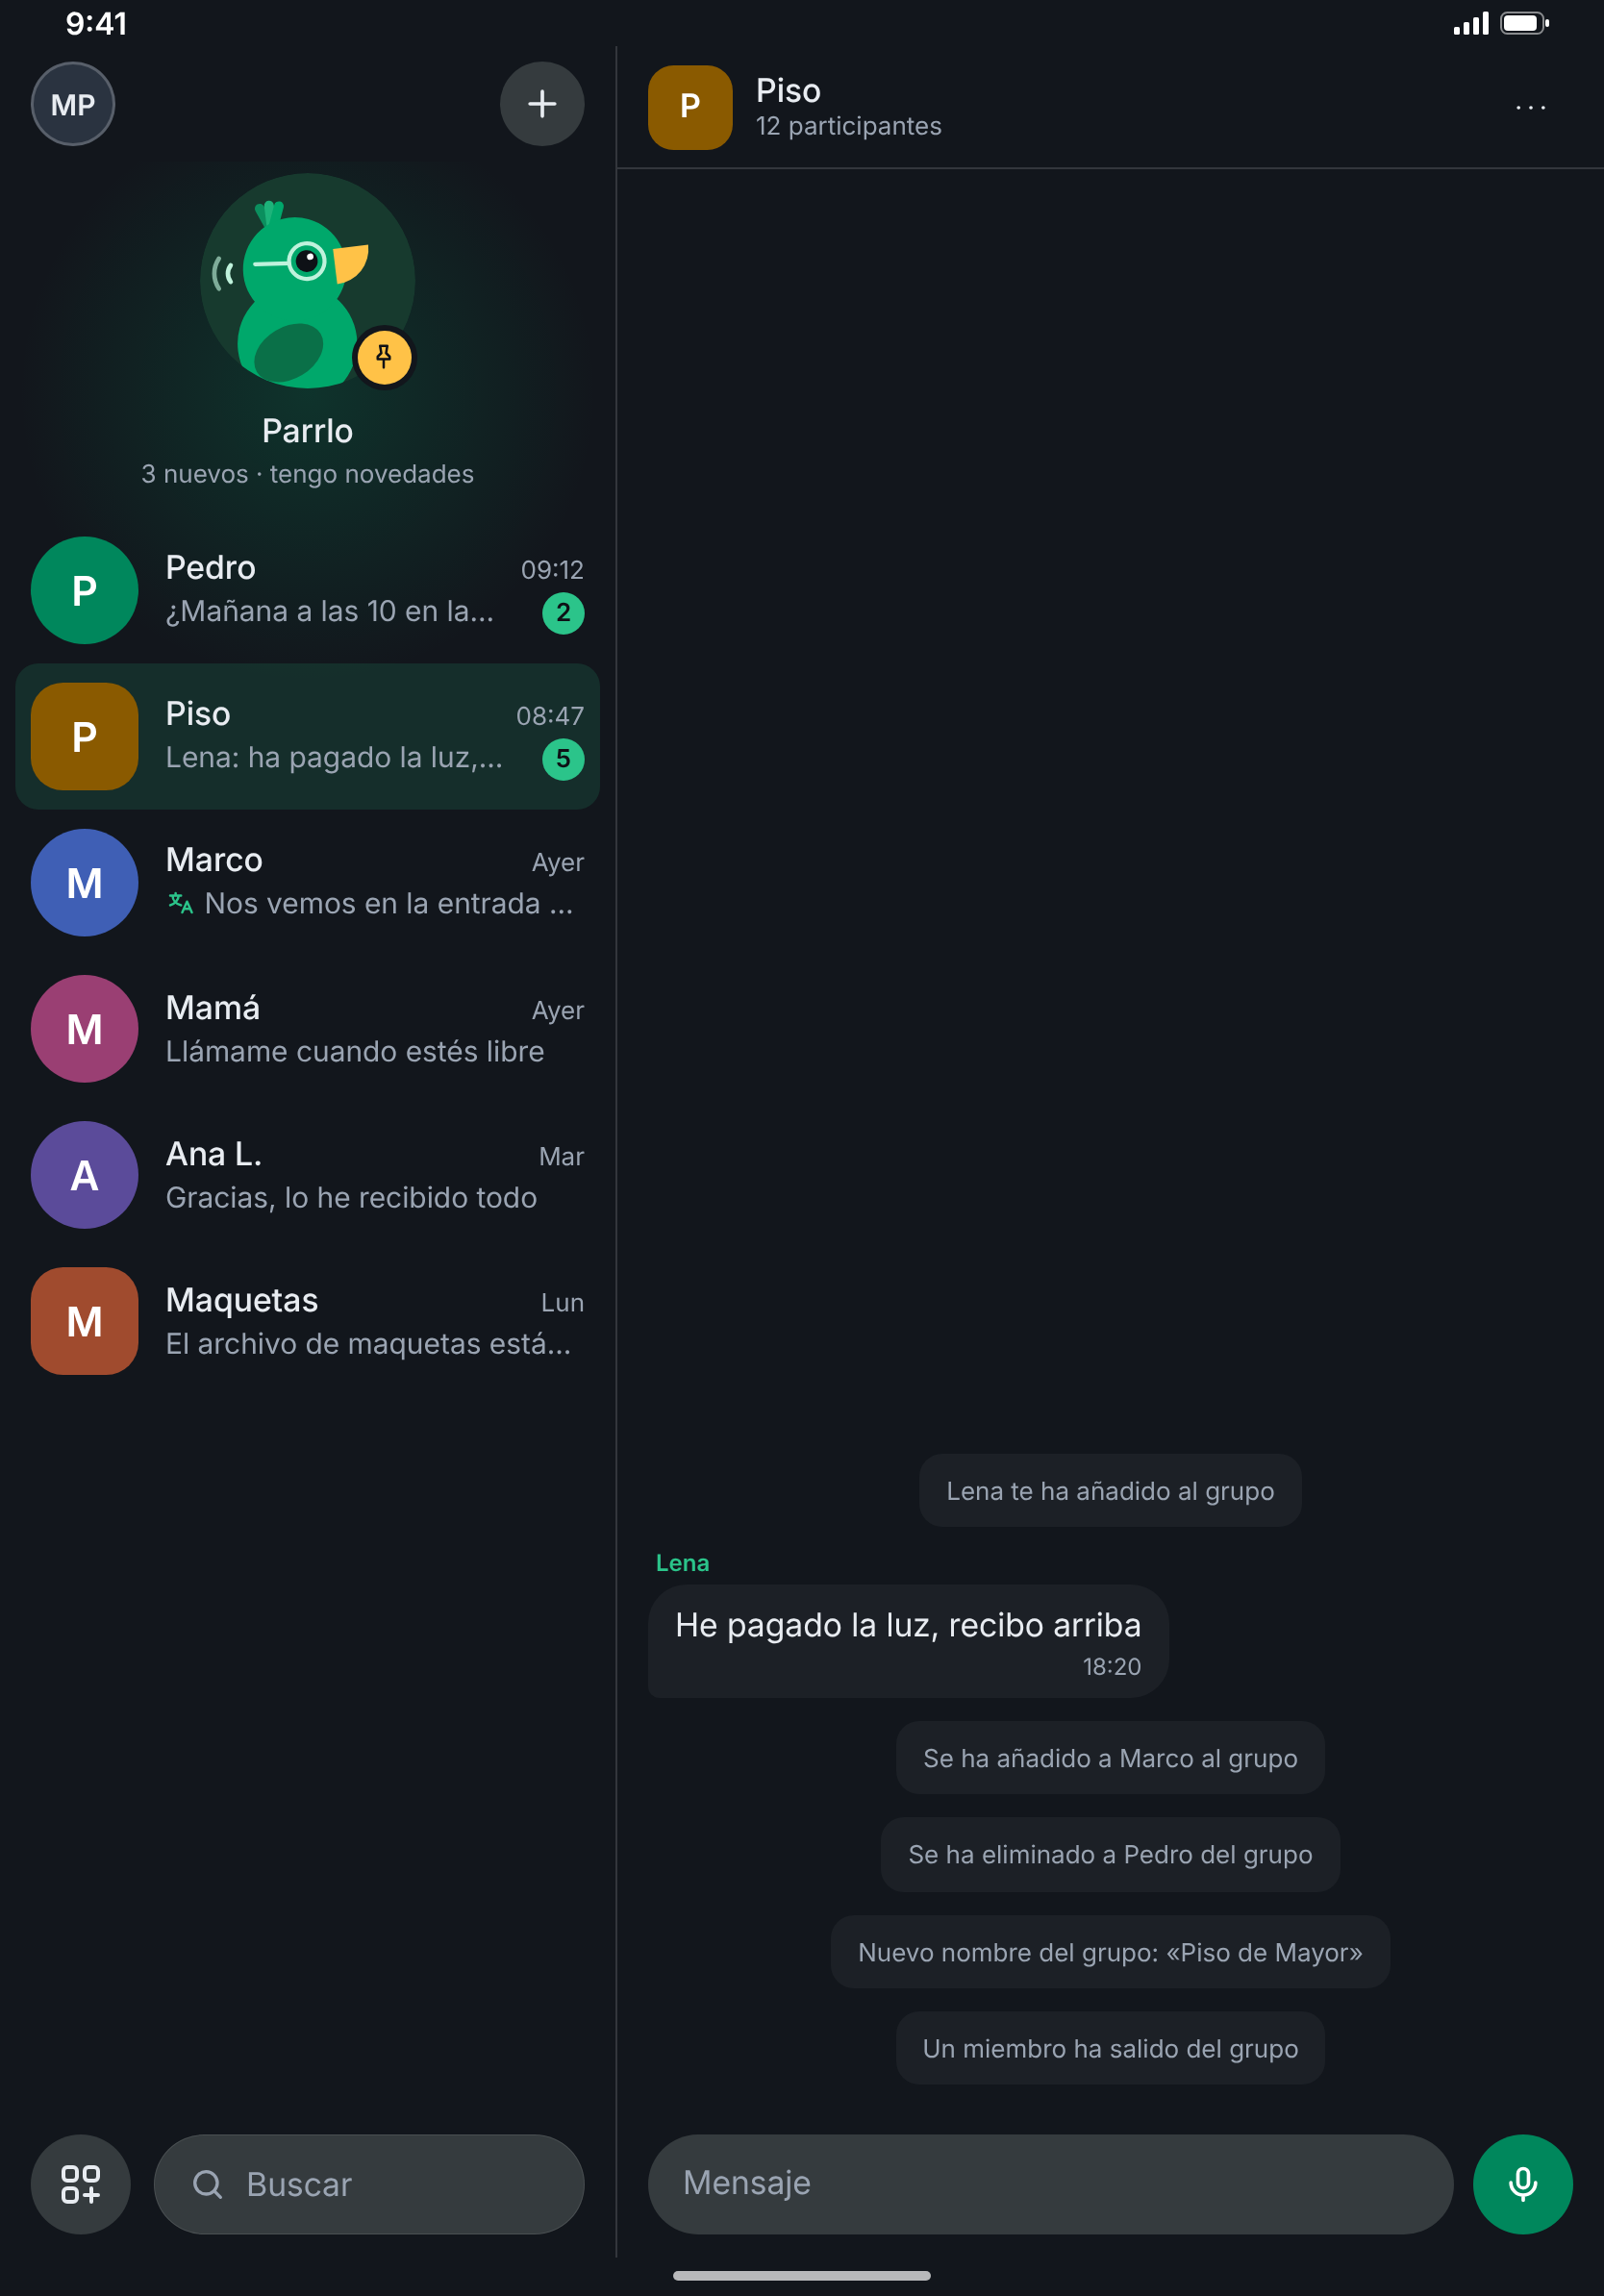 9:41
MP
Parrlo
3 nuevos · tengo novedades
P
Pedro
09:12
¿Mañana a las 10 en la...
2
P
Piso
08:47
Lena: ha pagado la luz,...
5
M
Marco
Ayer
Nos vemos en la entrada ...
M
Mamá
Ayer
Llámame cuando estés libre
A
Ana L.
Mar
Gracias, lo he recibido todo
M
Maquetas
Lun
El archivo de maquetas está...
Buscar
P
Piso
12 participantes
Lena te ha añadido al grupo
Lena
He pagado la luz, recibo arriba
18:20
Se ha añadido a Marco al grupo
Se ha eliminado a Pedro del grupo
Nuevo nombre del grupo: «Piso de Mayor»
Un miembro ha salido del grupo
Mensaje